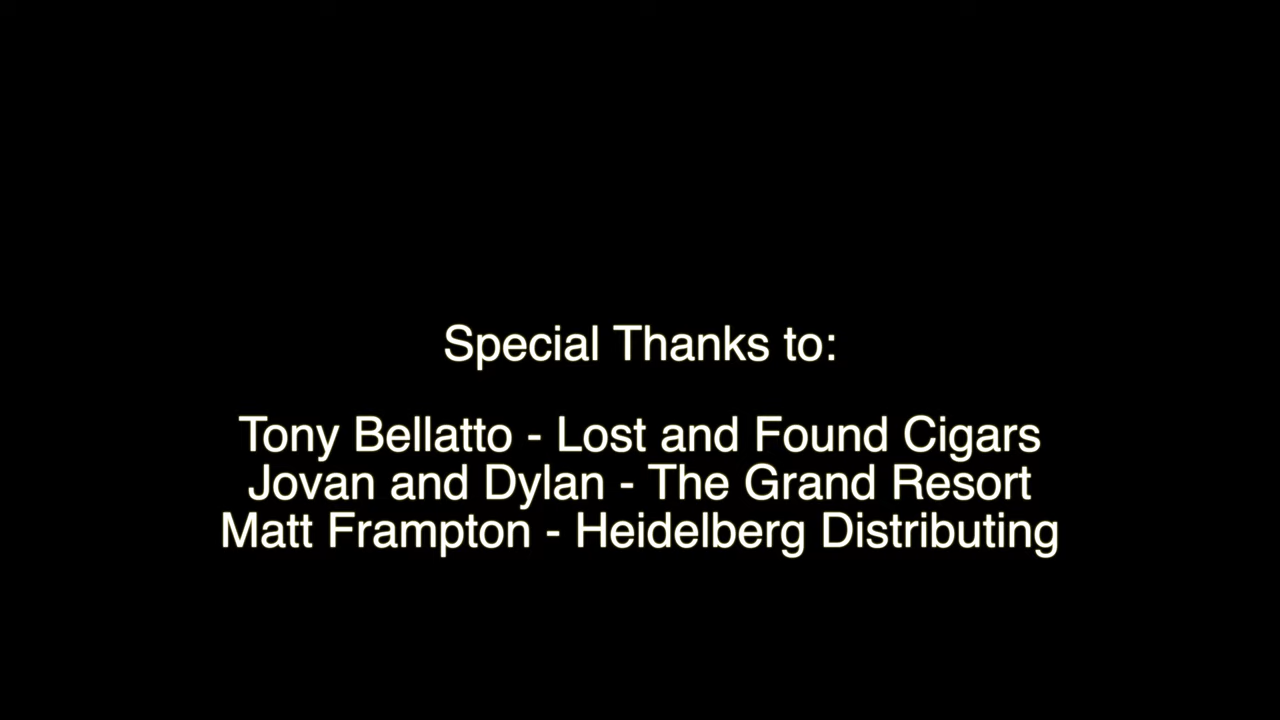 Special Thanks to:
Tony Bellatto - Lost and Found Cigars
Jovan and Dylan - The Grand Resort
Matt Frampton - Heidelberg Distributing